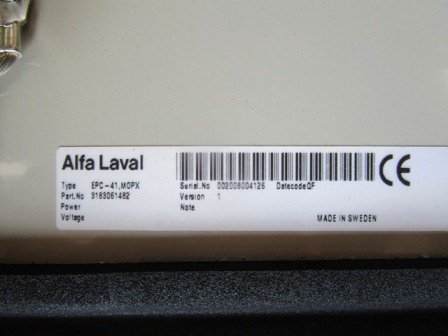 Alfa Laval
CE
Type EPC-41,MOPX Serial.No 002008004126 DatecodeQF
Part.No 3183061482 Version 1
Power Note
Voltage MADE IN SWEDEN